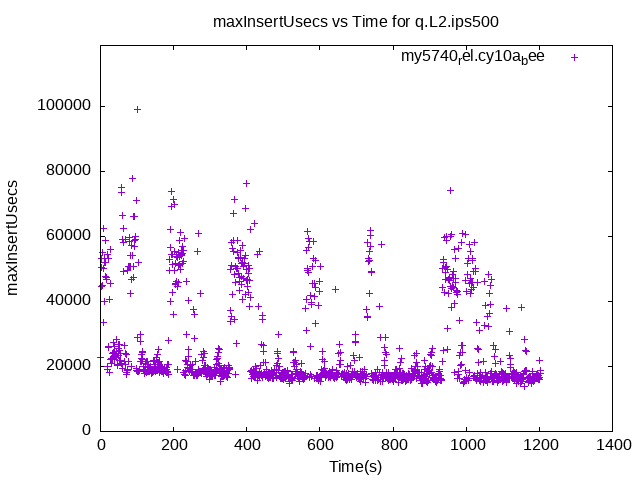 maxInsertUsecs vs Time for q.L2.ips500
my5740rel.cy10abee
100000
80000
60000
40000
20000
0
maxInsertUsecs
0 200 400 600 800 1000 1200 1400
Time(s)